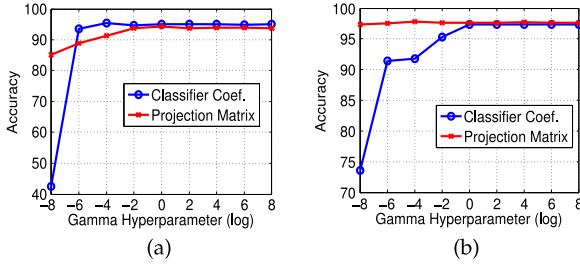 100
90
80
70
60
50
40
Accuracy
Classifier Coef.
Projection Matrix
−8 −6 −4 −2 0 2 4 6 8
Gamma Hyperparameter (log)
(a)
100
95
90
85
80
75
70
Accuracy
Classifier Coef.
Projection Matrix
−8 −6 −4 −2 0 2 4 6 8
Gamma Hyperparameter (log)
(b)